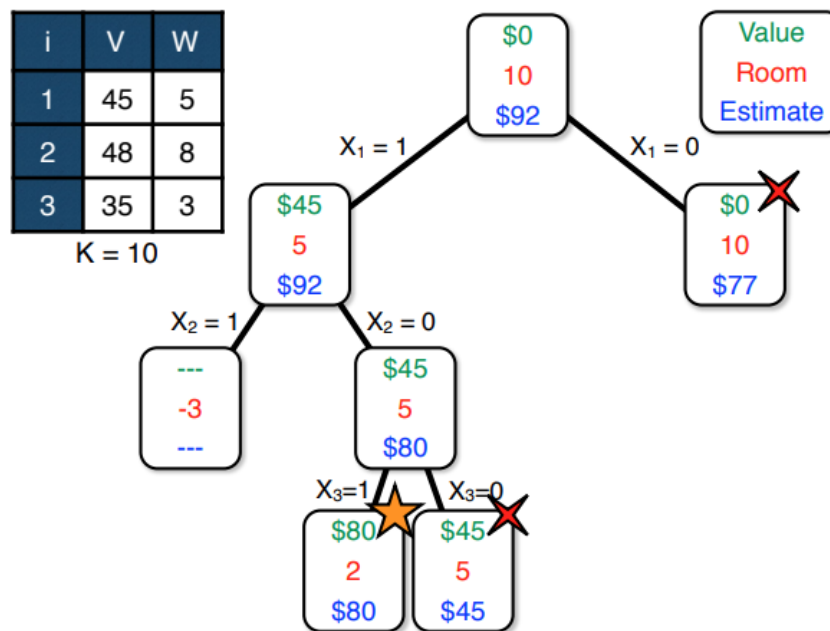 i V W
1 45 5
2 48 8
3 35 3
K = 10
Value
Room
Estimate
$0
10
$92
X1 = 1
X1 = 0
$45
5
$92
$0
10
$77
X2 = 1
X2 = 0
---
-3
---
$45
5
$80
X3=1
X3=0
$80
2
$80
$45
5
$45